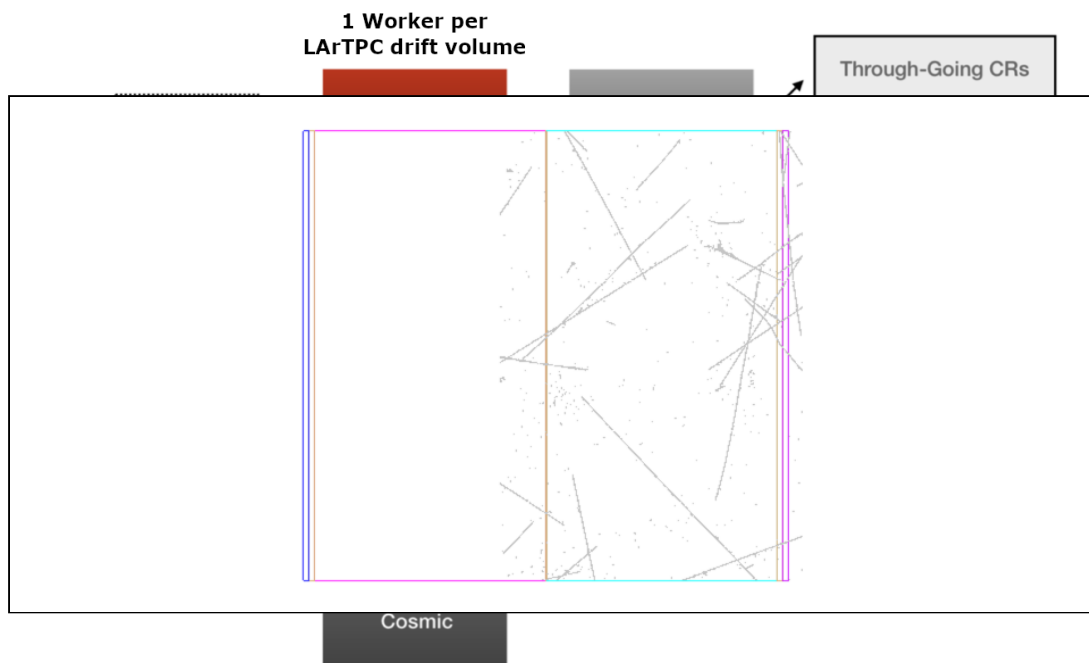 1 Worker per
LArTPC drift volume
Through-Going CRs
Cosmic